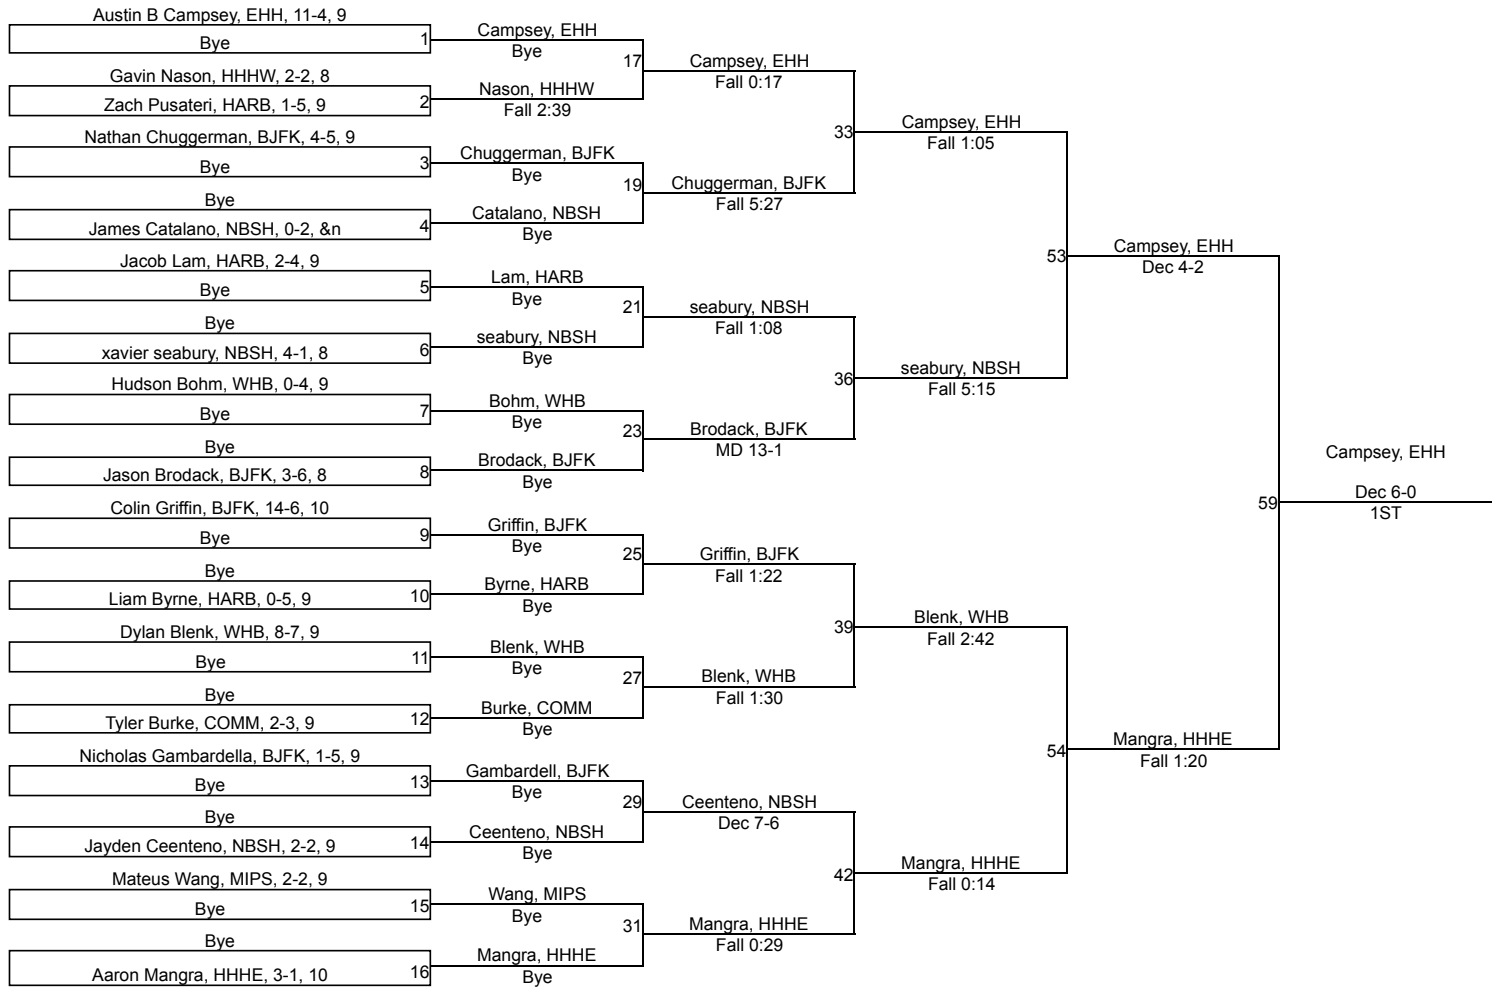 Austin B Campsey, EHH, 11-4, 9
Bye
1
Gavin Nason, HHHW, 2-2, 8
Zach Pusateri, HARB, 1-5, 9
2
Nathan Chuggerman, BJFK, 4-5, 9
Bye
3
Bye
James Catalano, NBSH, 0-2, &n
4
Jacob Lam, HARB, 2-4, 9
Bye
5
Bye
xavier seabury, NBSH, 4-1, 8
6
Hudson Bohm, WHB, 0-4, 9
Bye
7
Bye
Jason Brodack, BJFK, 3-6, 8
8
Colin Griffin, BJFK, 14-6, 10
Bye
9
Bye
Liam Byrne, HARB, 0-5, 9
10
Dylan Blenk, WHB, 8-7, 9
Bye
11
Bye
Tyler Burke, COMM, 2-3, 9
12
Nicholas Gambardella, BJFK, 1-5, 9
Bye
13
Bye
Jayden Ceenteno, NBSH, 2-2, 9
14
Mateus Wang, MIPS, 2-2, 9
Bye
15
Bye
Aaron Mangra, HHHE, 3-1, 10
16
Campsey, EHH
Bye
17
Nason, HHHW
Fall 2:39
Chuggerman, BJFK
Bye
19
Catalano, NBSH
Bye
Lam, HARB
Bye
21
seabury, NBSH
Bye
Bohm, WHB
Bye
23
Brodack, BJFK
Bye
Griffin, BJFK
Bye
25
Byrne, HARB
Bye
Blenk, WHB
Bye
27
Burke, COMM
Bye
Gambardell, BJFK
Bye
29
Ceenteno, NBSH
Bye
Wang, MIPS
Bye
31
Mangra, HHHE
Bye
Campsey, EHH
Fall 0:17
33
Chuggerman, BJFK
Fall 5:27
seabury, NBSH
Fall 1:08
36
Brodack, BJFK
MD 13-1
Griffin, BJFK
Fall 1:22
39
Blenk, WHB
Fall 1:30
Ceenteno, NBSH
Dec 7-6
42
Mangra, HHHE
Fall 0:29
Campsey, EHH
Fall 1:05
53
seabury, NBSH
Fall 5:15
Blenk, WHB
Fall 2:42
54
Mangra, HHHE
Fall 0:14
Campsey, EHH
Dec 4-2
59
Mangra, HHHE
Fall 1:20
Campsey, EHH
Dec 6-0
1ST